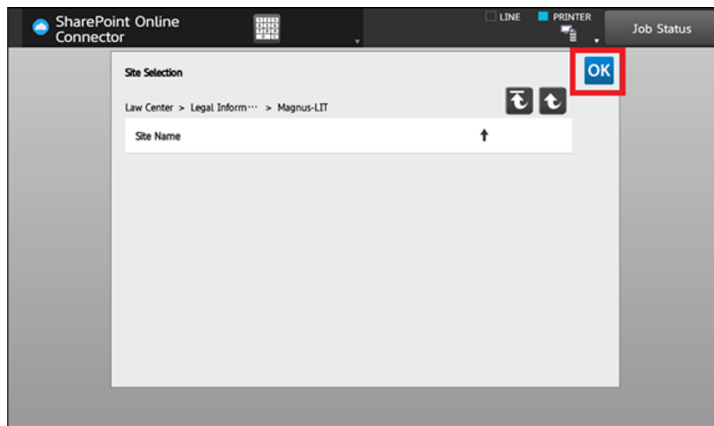 SharePoint Online
Connector
LINE
PRINTER
Job Status
Site Selection
OK
Law Center > Legal Inform··· > Magnus-LIT
Site Name